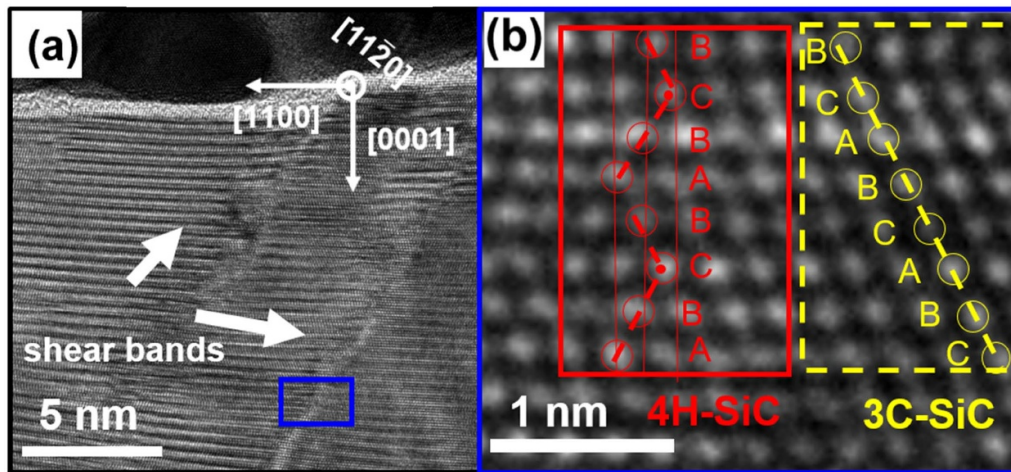 (a)
[112̄0]
[1100]
[0001]
shear bands
5 nm
(b)
B
C
B
A
B
C
B
A
B
C
A
B
C
A
B
C
4H-SiC
3C-SiC
1 nm